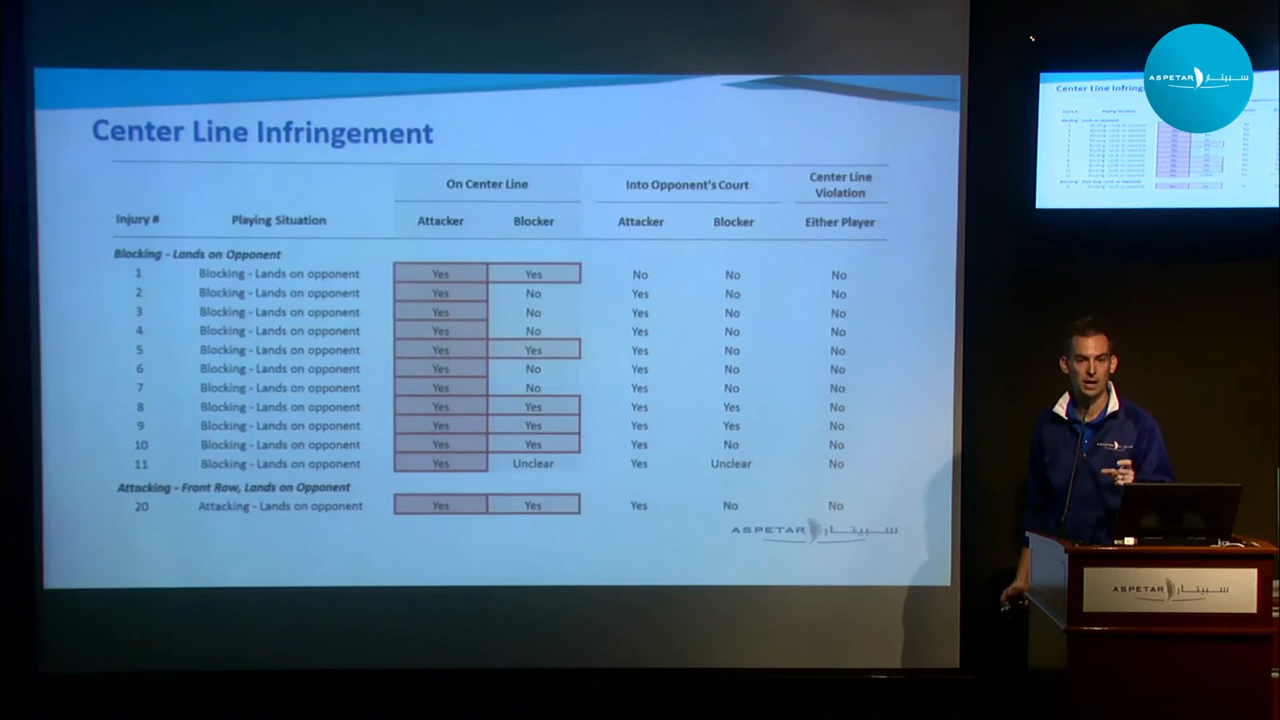 Center Line Infringement
On Center Line Into Opponent's Court Center Line Violation
Injury # Playing Situation Attacker Blocker Attacker Blocker Either Player
Blocking - Lands on Opponent
1 Blocking - Lands on opponent Yes Yes No No No
2 Blocking - Lands on opponent Yes No Yes No No
3 Blocking - Lands on opponent Yes No Yes No No
4 Blocking - Lands on opponent Yes No Yes No No
5 Blocking - Lands on opponent Yes Yes Yes No No
6 Blocking - Lands on opponent Yes No Yes No No
7 Blocking - Lands on opponent Yes No Yes No No
8 Blocking - Lands on opponent Yes Yes Yes Yes No
9 Blocking - Lands on opponent Yes Yes Yes Yes No
10 Blocking - Lands on opponent Yes Yes Yes No No
11 Blocking - Lands on opponent Yes Unclear Yes Unclear No
Attacking - Front Row, Lands on Opponent
20 Attacking - Lands on opponent Yes Yes Yes No No
ASPETAR سبيتار
ASPETAR سبيتار
Center Line Infring
ASPETAR سبيتار